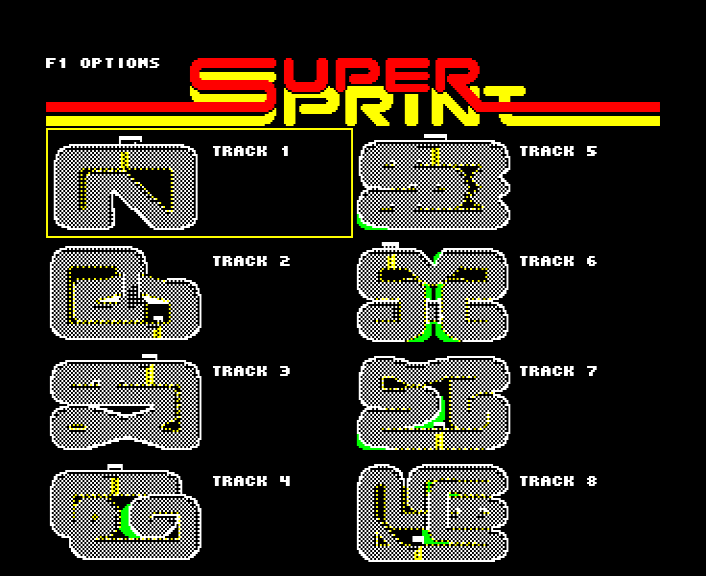 F1 OPTIONS
SUPER
SPRINT
TRACK 1
TRACK 2
TRACK 3
TRACK 4
TRACK 5
TRACK 6
TRACK 7
TRACK 8